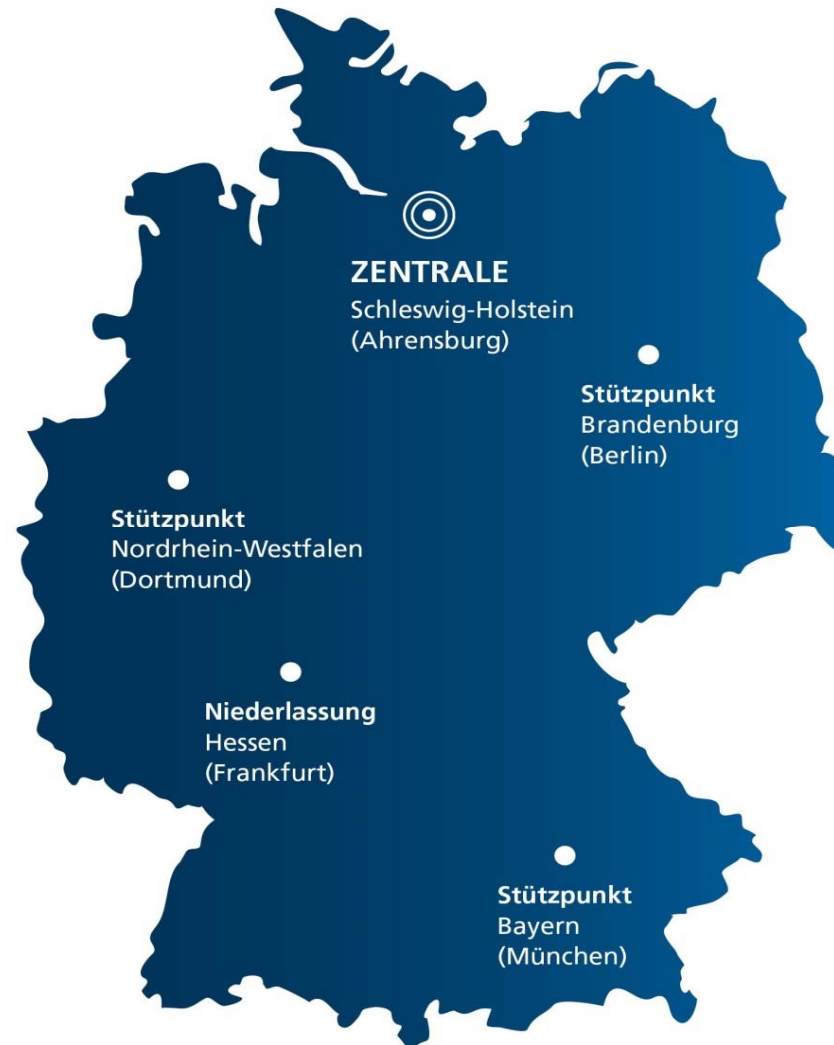 ZENTRALE
Schleswig-Holstein
(Ahrensburg)
Stützpunkt
Brandenburg
(Berlin)
Stützpunkt
Nordrhein-Westfalen
(Dortmund)
Niederlassung
Hessen
(Frankfurt)
Stützpunkt
Bayern
(München)